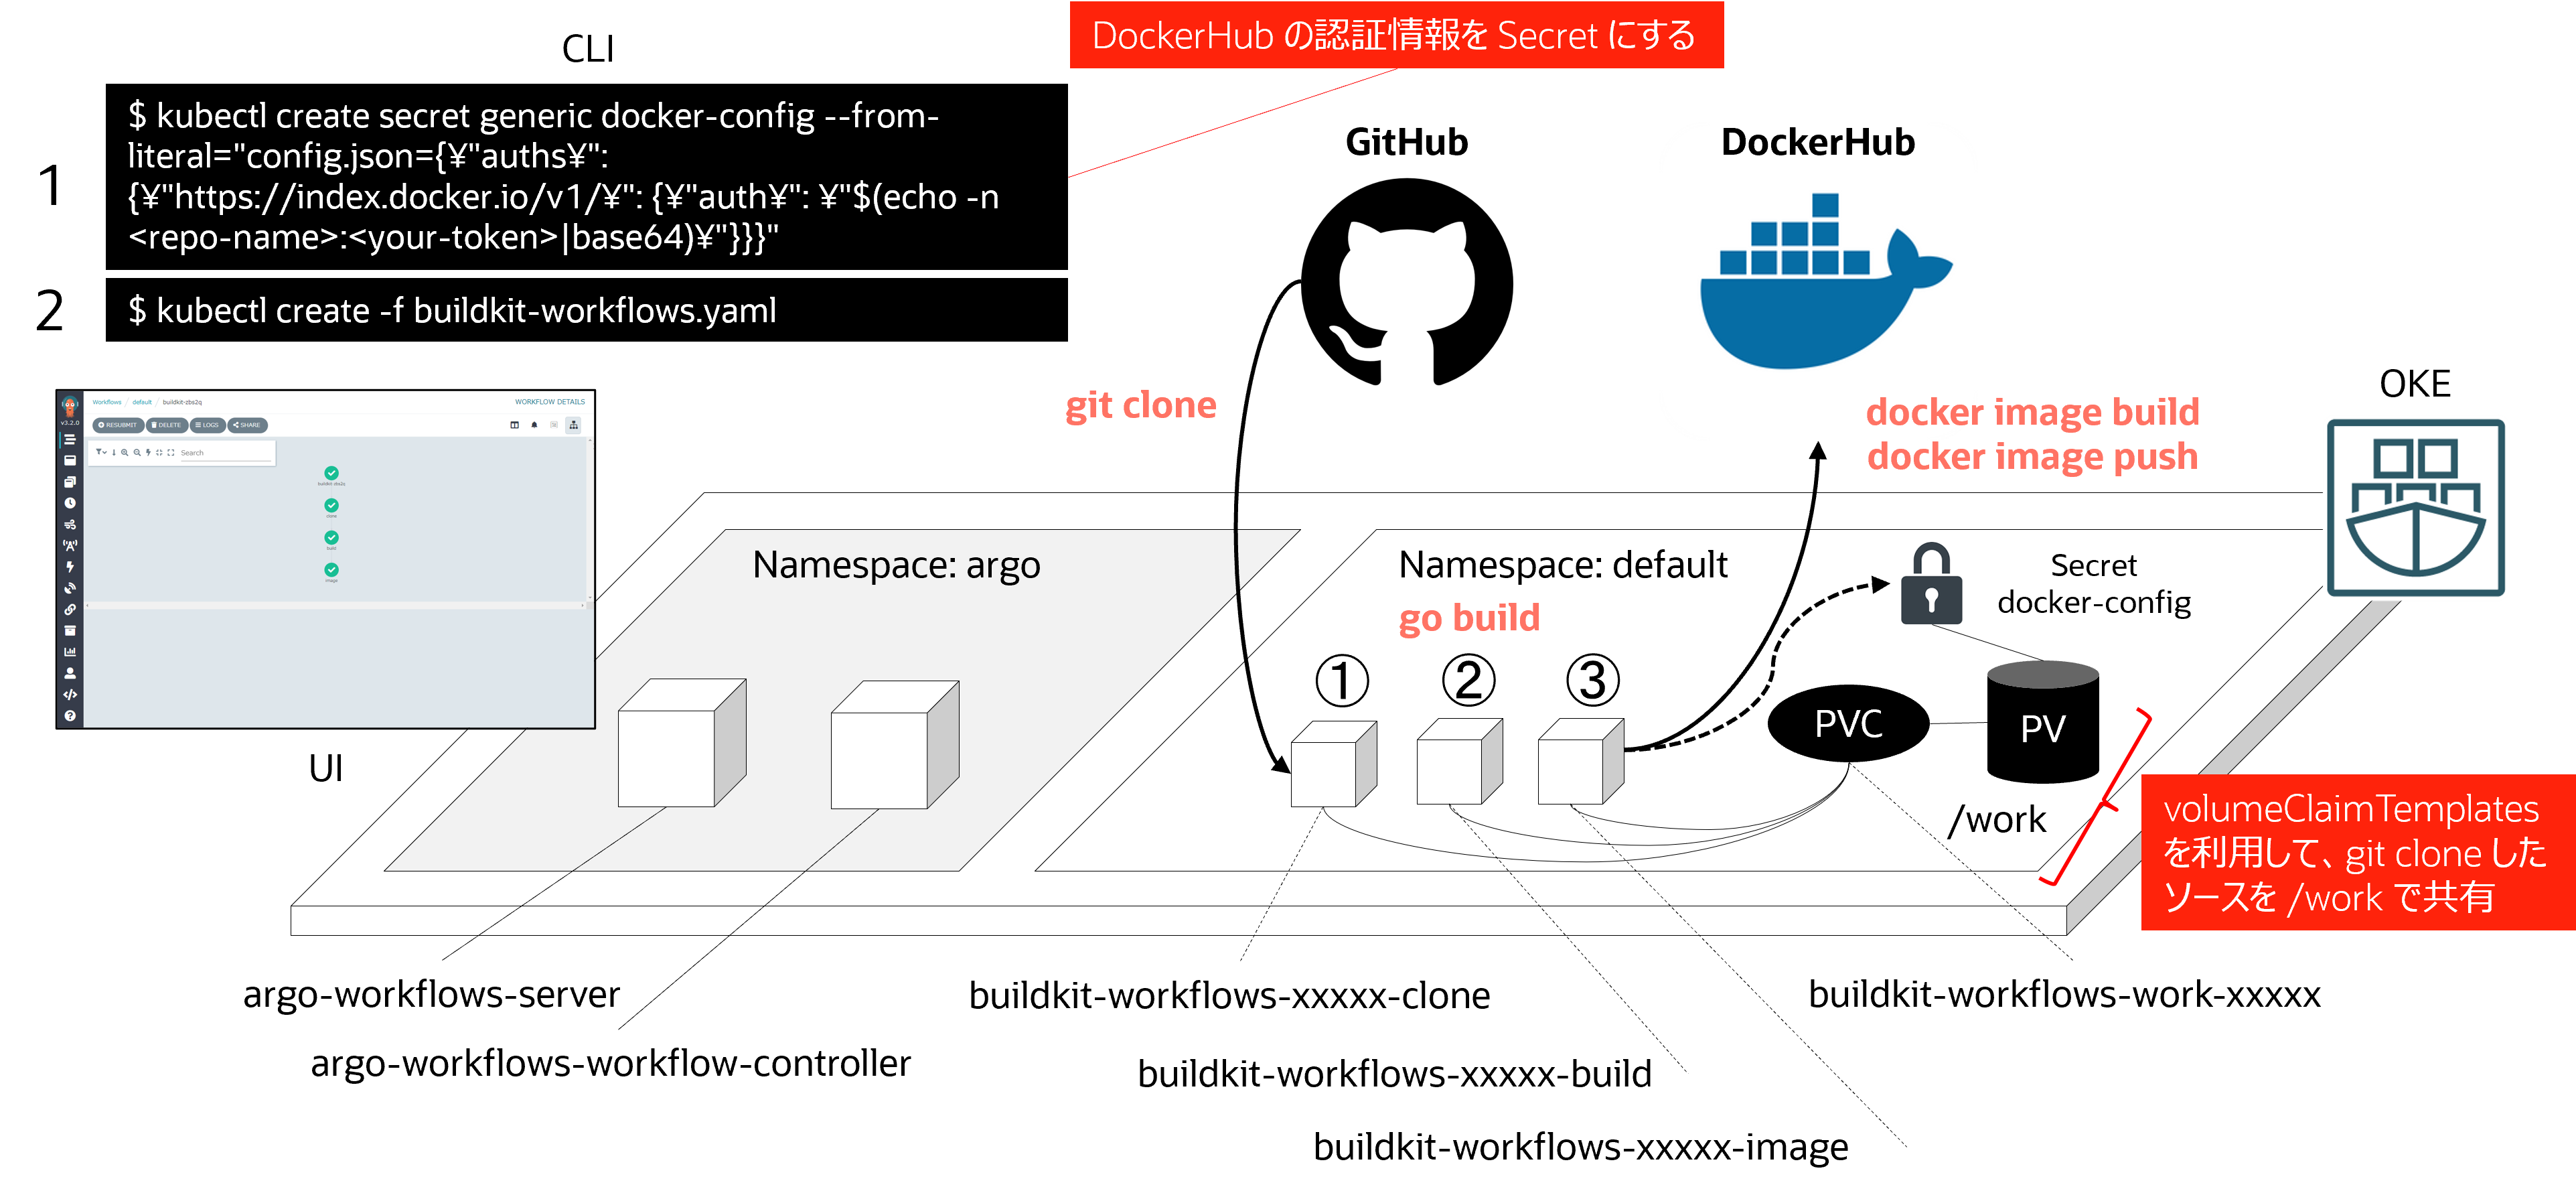 CLI
DockerHub の認証情報を Secret にする
1
$ kubectl create secret generic docker-config --from-
literal="config.json={¥"auths¥":
{¥"https://index.docker.io/v1/¥": {¥"auth¥": ¥"$(echo -n
<repo-name>:<your-token>|base64)¥"}}}"
2
$ kubectl create -f buildkit-workflows.yaml
GitHub
DockerHub
git clone
docker image build
docker image push
OKE
Workflows / default / buildkit-zbs2q
WORKFLOW DETAILS
v3.2.0
RESUBMIT
DELETE
LOGS
SHARE
Search
buildkit-zbs2q
clone
build
image
UI
Namespace: argo
Namespace: default
go build
Secret
docker-config
①
②
③
PVC
PV
/work
volumeClaimTemplates
を利用して、git clone した
ソースを /work で共有
argo-workflows-server
argo-workflows-workflow-controller
buildkit-workflows-xxxxx-clone
buildkit-workflows-xxxxx-build
buildkit-workflows-xxxxx-image
buildkit-workflows-work-xxxxx